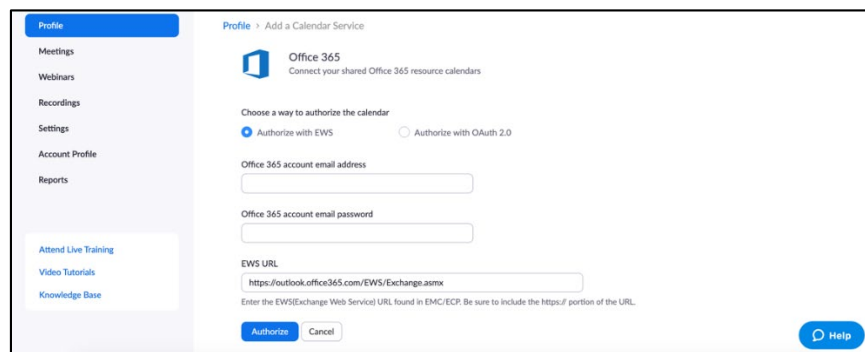 Profile
Meetings
Webinars
Recordings
Settings
Account Profile
Reports
Attend Live Training
Video Tutorials
Knowledge Base
Profile > Add a Calendar Service
Office 365
Connect your shared Office 365 resource calendars
Choose a way to authorize the calendar
Authorize with EWS Authorize with OAuth 2.0
Office 365 account email address
Office 365 account email password
EWS URL
https://outlook.office365.com/EWS/Exchange.asmx
Enter the EWS(Exchange Web Service) URL found in EMC/ECP. Be sure to include the https:// portion of the URL.
Authorize Cancel
Help